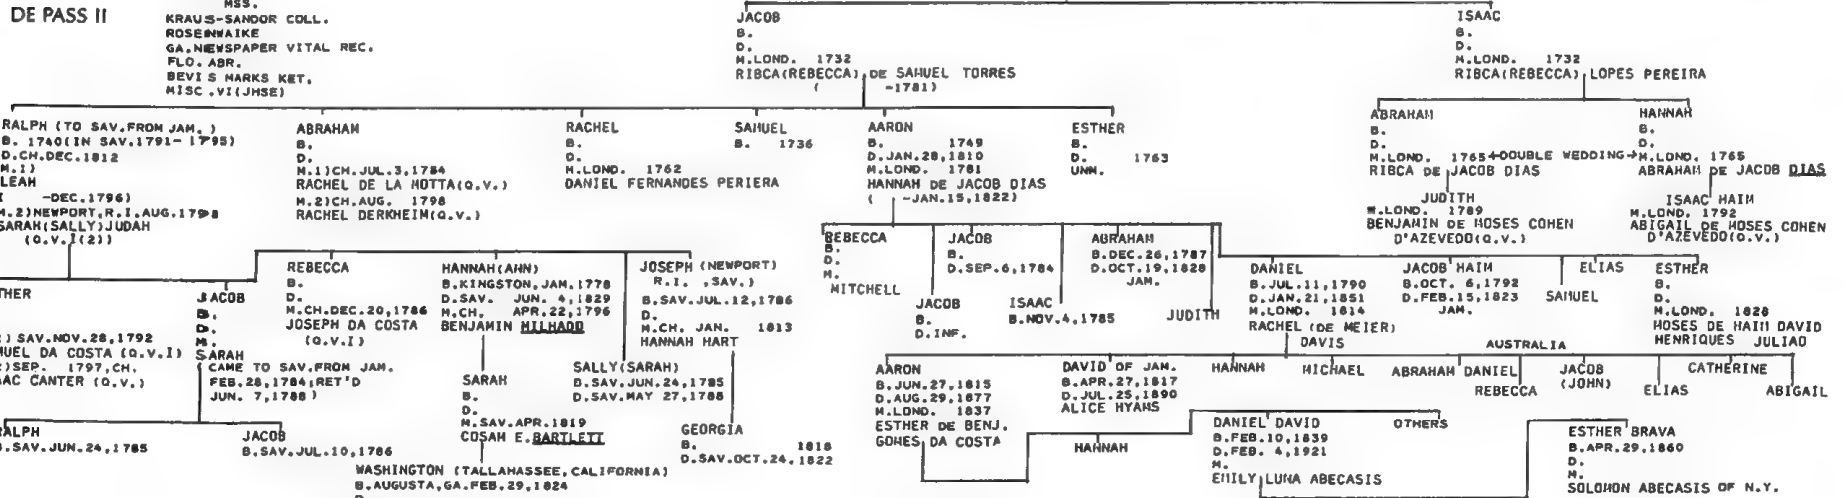 DE PASS II
MSS.
KRAUS-SANDOR COLL.
ROSENWAIKE
GA.NEWSPAPER VITAL REC.
FLO. ABR.
BEVIS MARKS KET.
MISC.VI(JHSE)
JACOB
B.
D.
M.LOND. 1732
RIBCA(REBECCA) DE SAMUEL TORRES
( -1781)
ISAAC
B.
D.
M.LOND. 1732
RIBCA(REBECCA) LOPES PEREIRA
RALPH (TO SAV.FROM JAM. )
B. 1740(IN SAV.1791-1795)
D.CH.DEC.1812
M.1)
LEAH
( -DEC.1796)
M.2)NEWPORT,R.I.AUG.1798
SARAH(SALLY)JUDAH
(Q.V.I(2))
ABRAHAM
B.
D.
M.1)CH.JUL.3,1784
RACHEL DE LA MOTTA(Q.V.)
M.2)CH.AUG. 1798
RACHEL DERKHEIM(Q.V.)
RACHEL
B.
D.
M.LOND. 1762
DANIEL FERNANDES PERIERA
SAMUEL
B. 1736
AARON
B. 1749
D.JAN.28,1810
M.LOND. 1781
HANNAH DE JACOB DIAS
( -JAN.15,1822)
ESTHER
B.
D. 1763
UNM.
ABRAHAM
B.
D.
M.LOND. 1765
RIBCA DE JACOB DIAS
←DOUBLE WEDDING→
HANNAH
B.
D.
M.LOND. 1765
ABRAHAM DE JACOB DIAS
JUDITH
M.LOND. 1789
BENJAMIN DE MOSES COHEN
D'AZEVEDO(Q.V.)
ISAAC HAIM
M.LOND. 1792
ABIGAIL DE MOSES COHEN
D'AZEVEDO(Q.V.)
THER
) SAV.NOV.28,1792
MUEL DA COSTA (Q.V.I)
)SEP. 1797,CH.
AC CANTER (Q.V.)
JACOB
B.
D.
M.
SARAH
( CAME TO SAV.FROM JAM.
FEB.28,1784;RET'D
JUN. 7,1788 )
REBECCA
B.
D.
M.CH.DEC.20,1786
JOSEPH DA COSTA
(Q.V.I)
HANNAH(ANN)
B.KINGSTON,JAM.1778
D.SAV. JUN. 4,1829
M.CH. APR.22,1796
BENJAMIN MILHADO
JOSEPH (NEWPORT)
R.I. ,SAV.)
B.SAV.JUL.12,1786
D.
M.CH. JAN. 1813
HANNAH HART
REBECCA
B.
D.
M.
MITCHELL
JACOB
B.
D.INF.
JACOB
B.
D.SEP.6,1784
ISAAC
B.NOV.4,1785
ABRAHAM
B.DEC.26,1787
D.OCT.19,1828
JAM.
JUDITH
DANIEL
B.JUL.11,1790
D.JAN.21,1851
M.LOND. 1814
RACHEL (DE MEIER)
DAVIS
JACOB HAIM
B.OCT. 6,1792
D.FEB.15,1823
JAM.
SAMUEL
ELIAS
ESTHER
B.
D.
M.LOND. 1828
MOSES DE HAIM DAVID
HENRIQUES JULIAO
SARAH
B.
D.
M.SAV.APR.1819
COSAM E.BARTLETT
SALLY(SARAH)
B.SAV.JUN.24,1785
D.SAV.MAY 27,1788
GEORGIA
B. 1818
D.SAV.OCT.24,1822
RALPH
B.SAV.JUN.24,1785
JACOB
B.SAV.JUL.10,1786
WASHINGTON (TALLAHASSEE,CALIFORNIA)
B.AUGUSTA,GA.FEB.29,1824
AUSTRALIA
AARON
B.JUN.27,1815
D.AUG.29,1877
M.LOND. 1837
ESTHER DE BENJ.
GOMES DA COSTA
DAVID OF JAM.
B.APR.27,1817
D.JUL.25,1890
ALICE HYAMS
HANNAH
MICHAEL
ABRAHAM
DANIEL
REBECCA
JACOB
(JOHN)
ELIAS
CATHERINE
ABIGAIL
HANNAH
DANIEL DAVID
B.FEB.10,1839
D.FEB. 4,1921
M.
EMILY LUNA ABECASIS
OTHERS
ESTHER BRAVA
B.APR.29,1860
D.
M.
SOLOMON ABECASIS OF N.Y.